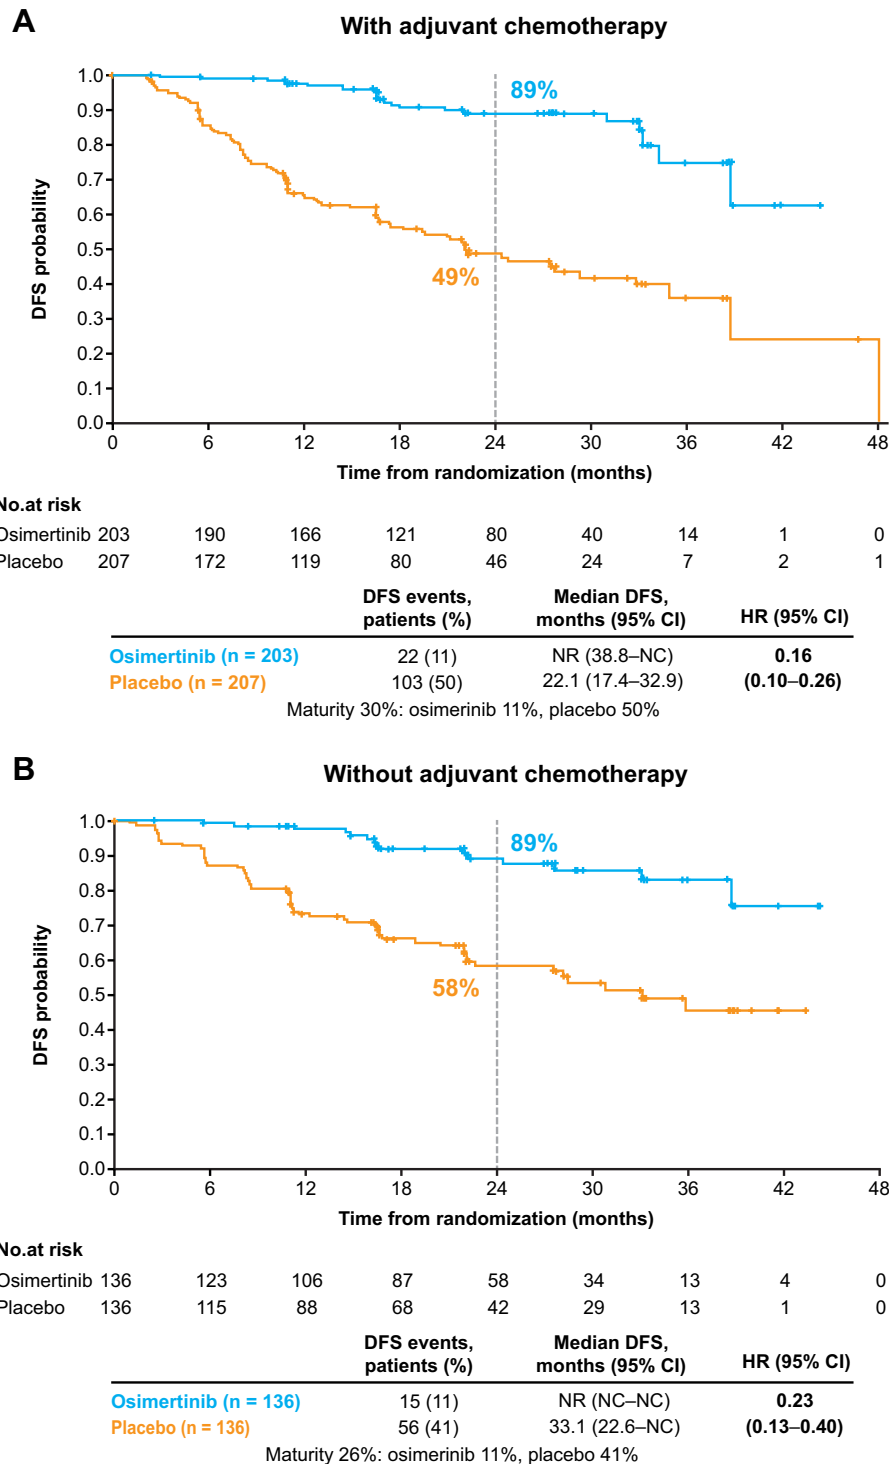 A
With adjuvant chemotherapy
1.0
0.9
0.8
0.7
0.6
0.5
0.4
0.3
0.2
0.1
0.0
DFS probability
89%
49%
0 6 12 18 24 30 36 42 48
Time from randomization (months)
No.at risk
Osimertinib 203 190 166 121 80 40 14 1 0
Placebo 207 172 119 80 46 24 7 2 1
DFS events, patients (%) Median DFS, months (95% CI) HR (95% CI)
Osimertinib (n = 203) 22 (11) NR (38.8–NC) 0.16
Placebo (n = 207) 103 (50) 22.1 (17.4–32.9) (0.10–0.26)
Maturity 30%: osimerinib 11%, placebo 50%
B
Without adjuvant chemotherapy
1.0
0.9
0.8
0.7
0.6
0.5
0.4
0.3
0.2
0.1
0.0
DFS probability
89%
58%
0 6 12 18 24 30 36 42 48
Time from randomization (months)
No.at risk
Osimertinib 136 123 106 87 58 34 13 4 0
Placebo 136 115 88 68 42 29 13 1 0
DFS events, patients (%) Median DFS, months (95% CI) HR (95% CI)
Osimertinib (n = 136) 15 (11) NR (NC–NC) 0.23
Placebo (n = 136) 56 (41) 33.1 (22.6–NC) (0.13–0.40)
Maturity 26%: osimerinib 11%, placebo 41%